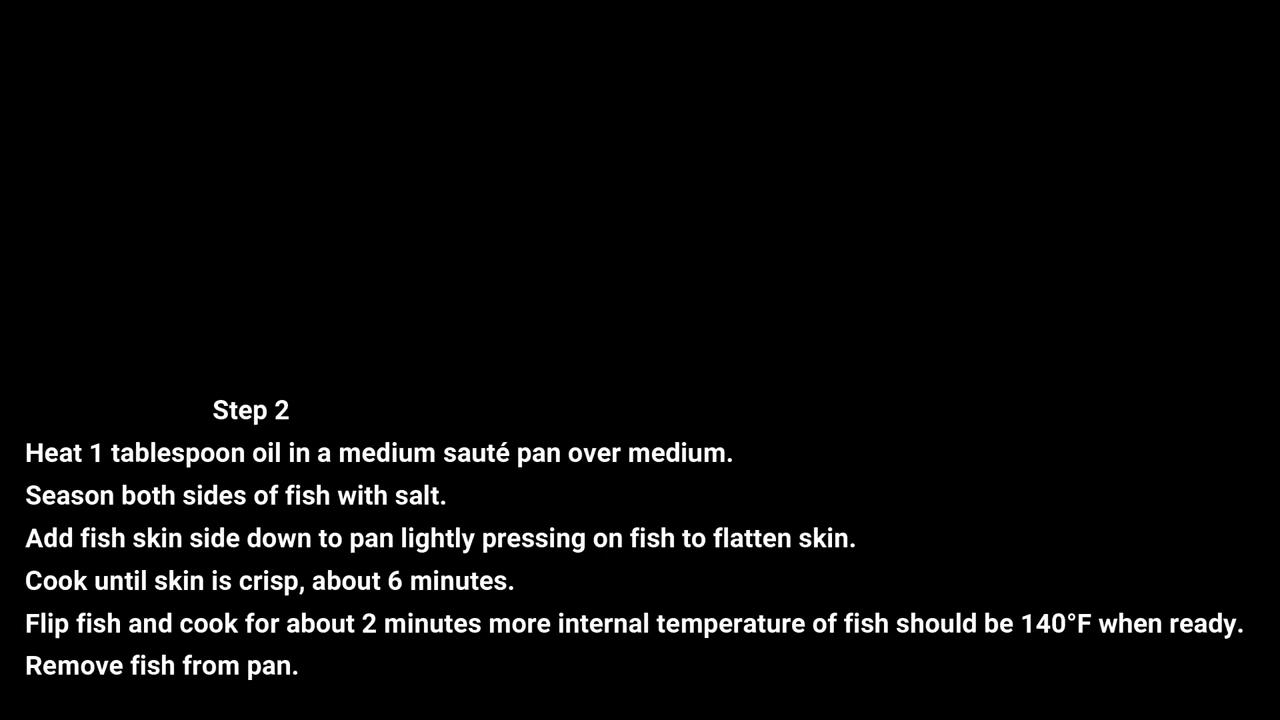 Step 2
Heat 1 tablespoon oil in a medium sauté pan over medium.
Season both sides of fish with salt.
Add fish skin side down to pan lightly pressing on fish to flatten skin.
Cook until skin is crisp, about 6 minutes.
Flip fish and cook for about 2 minutes more internal temperature of fish should be 140°F when ready.
Remove fish from pan.